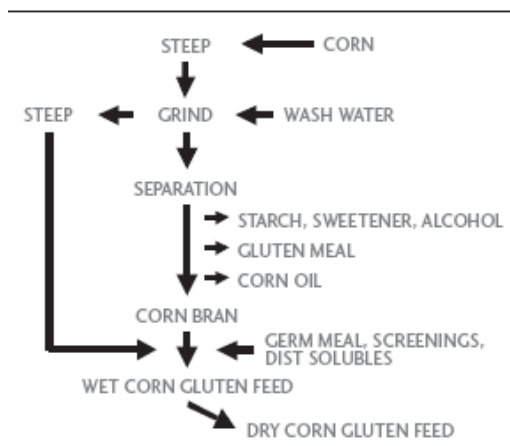 STEEP CORN
STEEP GRIND WASH WATER
SEPARATION
STARCH, SWEETENER, ALCOHOL
GLUTEN MEAL
CORN OIL
CORN BRAN
GERM MEAL, SCREENINGS,
DIST SOLUBLES
WET CORN GLUTEN FEED
DRY CORN GLUTEN FEED